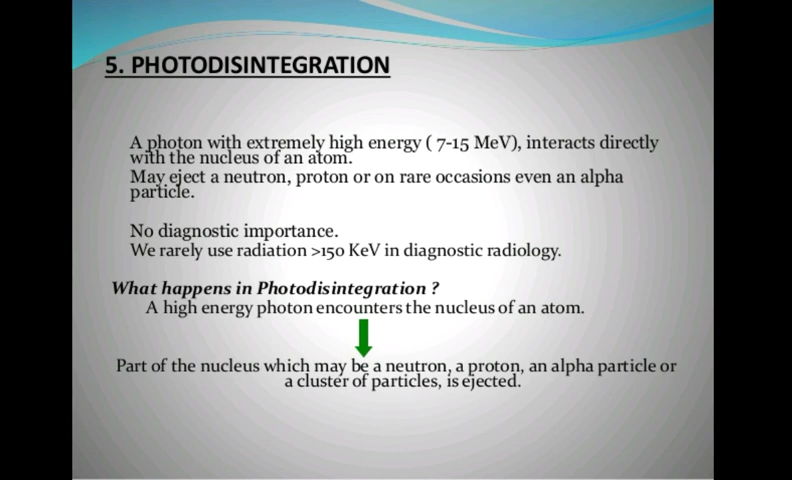 5. PHOTODISINTEGRATION
A photon with extremely high energy ( 7-15 MeV), interacts directly
with the nucleus of an atom.
May eject a neutron, proton or on rare occasions even an alpha
particle.
No diagnostic importance.
We rarely use radiation >150 KeV in diagnostic radiology.
What happens in Photodisintegration ?
A high energy photon encounters the nucleus of an atom.
Part of the nucleus which may be a neutron, a proton, an alpha particle or
a cluster of particles, is ejected.